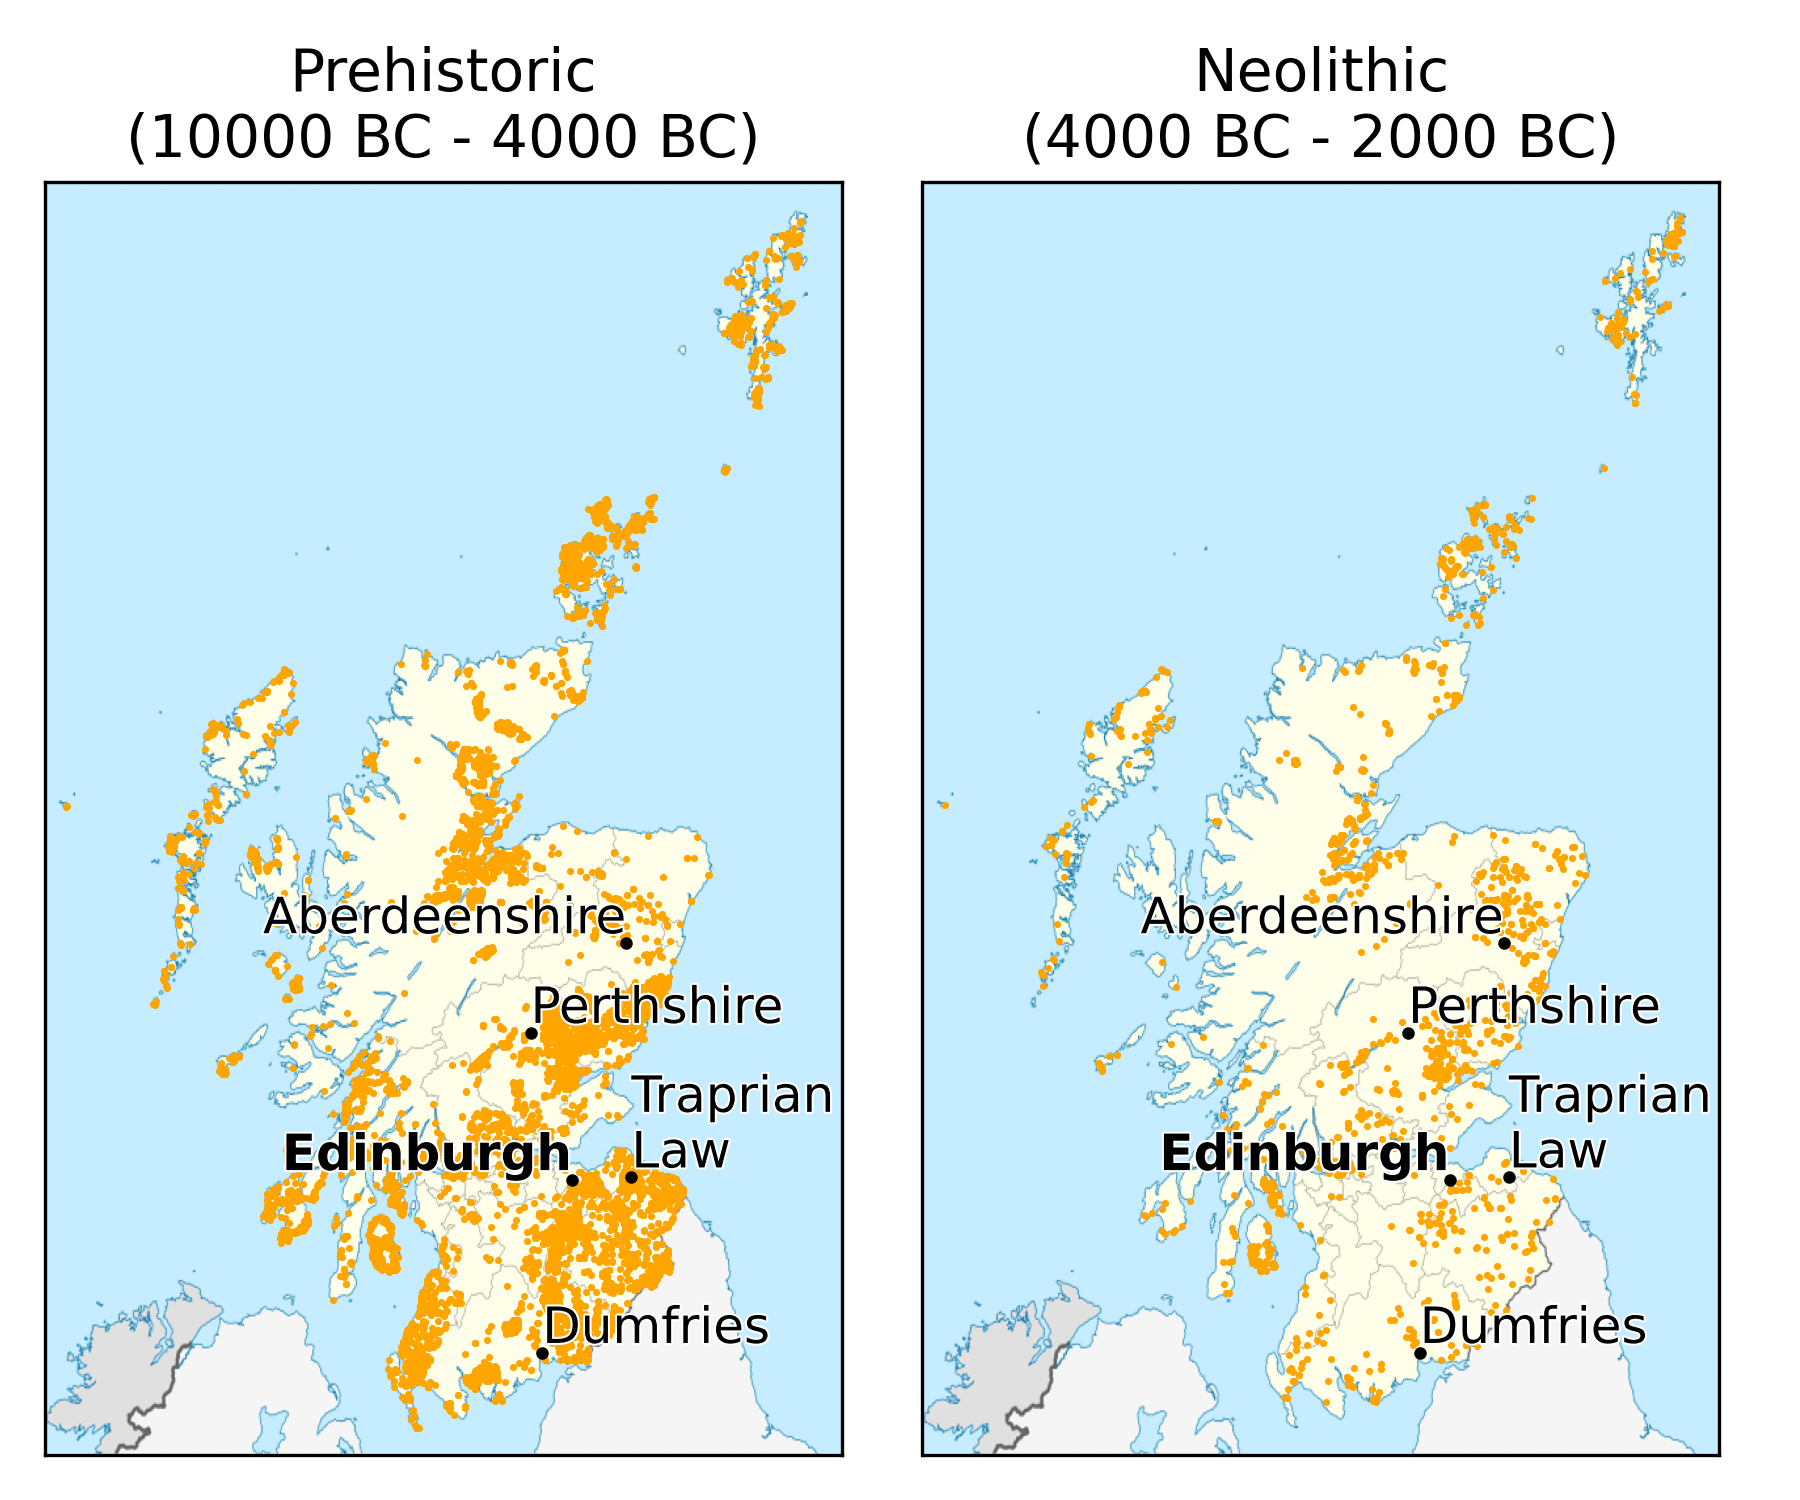 Prehistoric
(10000 BC - 4000 BC)
Aberdeenshire
Perthshire
Traprian
Law
Edinburgh
Dumfries
Neolithic
(4000 BC - 2000 BC)
Aberdeenshire
Perthshire
Traprian
Law
Edinburgh
Dumfries